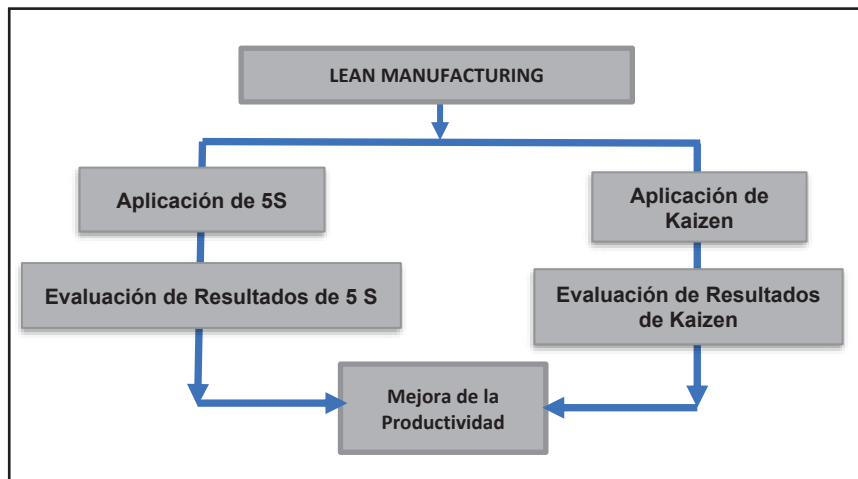 LEAN MANUFACTURING
Aplicación de 5S
Aplicación de
Kaizen
Evaluación de Resultados de 5 S
Evaluación de Resultados
de Kaizen
Mejora de la
Productividad